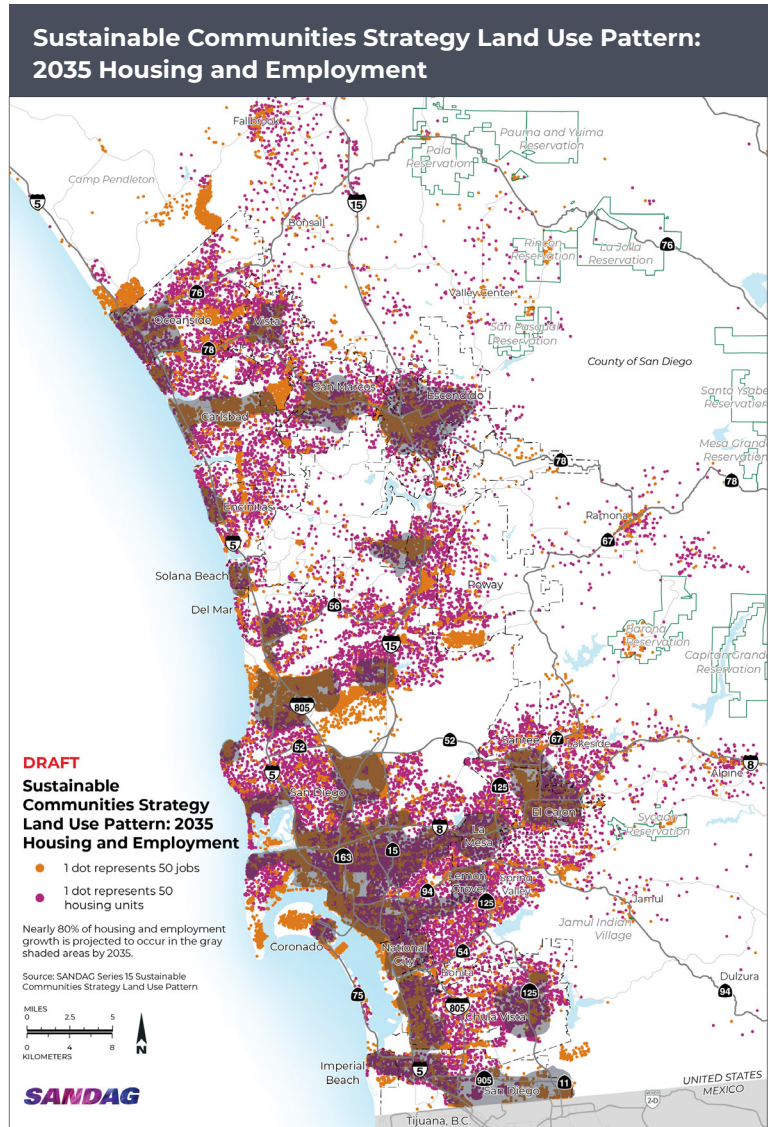 Sustainable Communities Strategy Land Use Pattern:
2035 Housing and Employment
Fallbrook
Pauma and Yuima
Reservation
Pala
Reservation
Camp Pendleton
5
15
Bonsall
76
Rincon
Reservation
La Jolla
Reservation
76
Valley Center
Oceanside
Vista
San Pasqual
Reservation
78
County of San Diego
San Marcos
Escondido
Santa Ysabel
Reservation
Carlsbad
Mesa Grande
Reservation
78
78
Encinitas
Ramona
67
5
Solana Beach
56
Poway
Del Mar
15
Barona
Reservation
Capitan Grande
Reservation
805
52
52
Santee
67
Lakeside
5
8
Alpine
125
San Diego
El Cajon
Sycuan
Reservation
8
La
Mesa
163
15
Lemon
Grove
Spring
Valley
94
125
Jamul
Jamul Indian
Village
Coronado
National
City
54
Bonita
Dulzura
94
75
125
805
Chula Vista
Imperial
Beach
5
905
San Diego
11
UNITED STATES
MEXICO
2-D
Tijuana, B.C.
DRAFT
Sustainable
Communities Strategy
Land Use Pattern: 2035
Housing and Employment
1 dot represents 50 jobs
1 dot represents 50
housing units
Nearly 80% of housing and employment
growth is projected to occur in the gray
shaded areas by 2035.
Source: SANDAG Series 15 Sustainable
Communities Strategy Land Use Pattern
MILES
0 2.5 5
0 4 8
KILOMETERS
N
SANDAG